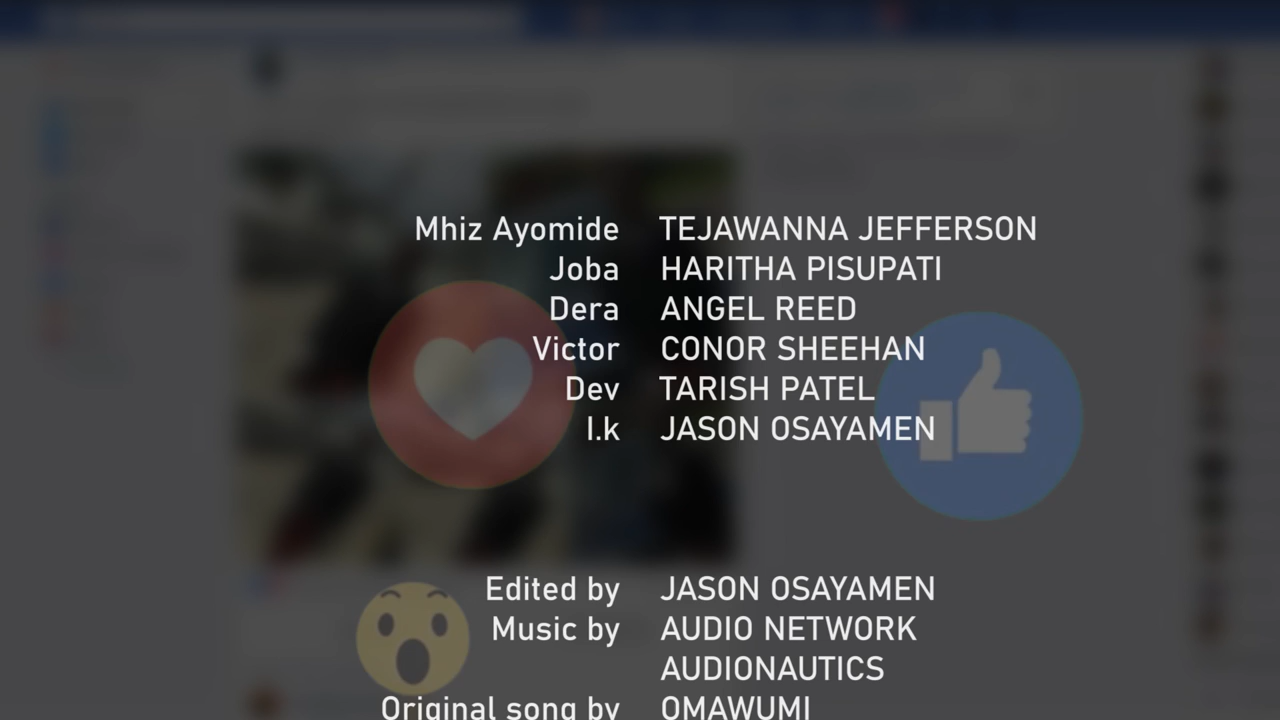 Mhiz Ayomide TEJAWANNA JEFFERSON
Joba HARITHA PISUPATI
Dera ANGEL REED
Victor CONOR SHEEHAN
Dev TARISH PATEL
I.k JASON OSAYAMEN
Edited by JASON OSAYAMEN
Music by AUDIO NETWORK
AUDIONAUTICS
Original song by OMAWUMI